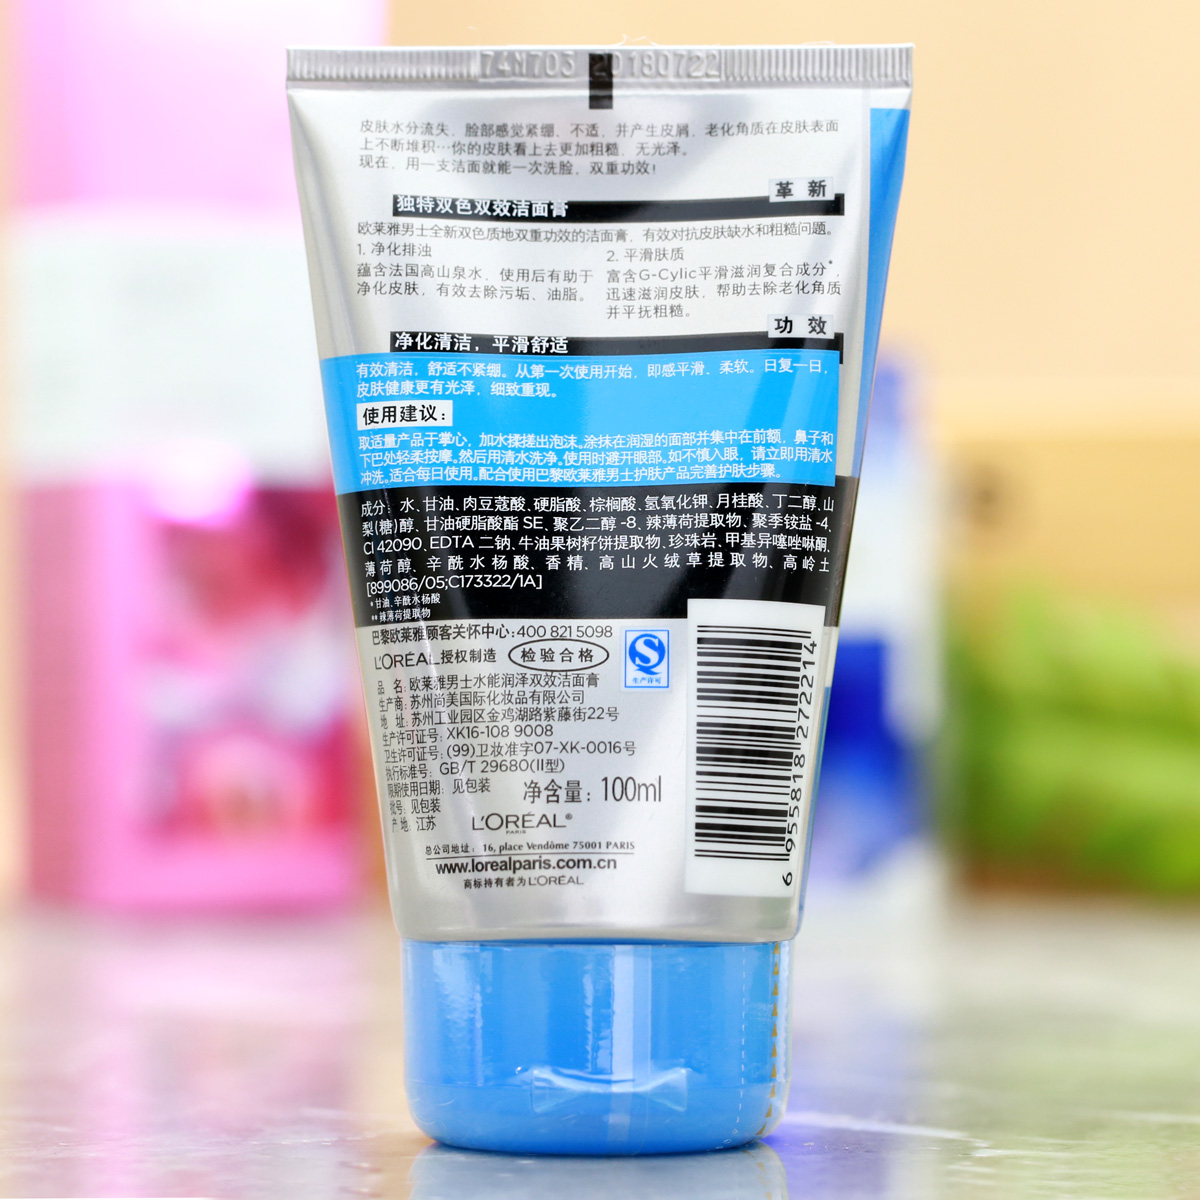 74M703 20180722
皮肤水分流失、脸部感觉紧绷、不适，并产生皮屑，老化角质在皮肤表面
上不断堆积…你的皮肤看上去更加粗糙、无光泽。
现在，用一支洁面就能一次洗脸，双重功效！
革 新
独特双色双效洁面膏
欧莱雅男士全新双色质地双重功效的洁面膏，有效对抗皮肤缺水和粗糙问题。
1. 净化排浊
蕴含法国高山泉水，使用后有助于
净化皮肤，有效去除污垢、油脂。
2. 平滑肤质
富含G-Cylic平滑滋润复合成分*，
迅速滋润皮肤，帮助去除老化角质
并平抚粗糙。
功 效
净化清洁，平滑舒适
有效清洁，舒适不紧绷。从第一次使用开始，即感平滑、柔软。日复一日，
皮肤健康更有光泽，细致重现。
使用建议：
取适量产品于掌心，加水揉搓出泡沫。涂抹在润湿的面部并集中在前额，鼻子和
下巴处轻柔按摩。然后用清水洗净。使用时避开眼部。如不慎入眼，请立即用清水
冲洗。适合每日使用。配合使用巴黎欧莱雅男士护肤产品完善护肤步骤。
成分：水、甘油、肉豆蔻酸、硬脂酸、棕榈酸、氢氧化钾、月桂酸、丁二醇、山
梨(糖)醇、甘油硬脂酸酯 SE、聚乙二醇 -8、辣薄荷提取物、聚季铵盐 -4、
CI 42090、EDTA 二钠、牛油果树籽饼提取物、珍珠岩、甲基异噻唑啉酮、
薄荷醇、辛酰水杨酸、香精、高山火绒草提取物、高岭土
[899086/05;C173322/1A]
* 甘油、辛酰水杨酸
** 辣薄荷提取物
巴黎欧莱雅顾客关怀中心:400 821 5098
L'ORÉAL授权制造 检验合格
QS
生产许可
品 名: 欧莱雅男士水能润泽双效洁面膏
生产商: 苏州尚美国际化妆品有限公司
地 址: 苏州工业园区金鸡湖路紫藤街22号
生产许可证号: XK16-108 9008
卫生许可证号: (99)卫妆准字07-XK-0016号
执行标准号: GB/T 29680(II型)
限期使用日期: 见包装
批号: 见包装
产 地: 江苏
净含量：100ml
L'ORÉAL®
PARIS
总公司地址： 16, place Vendôme 75001 PARIS
www.lorealparis.com.cn
商标持有者为L'ORÉAL
6 955818 272214